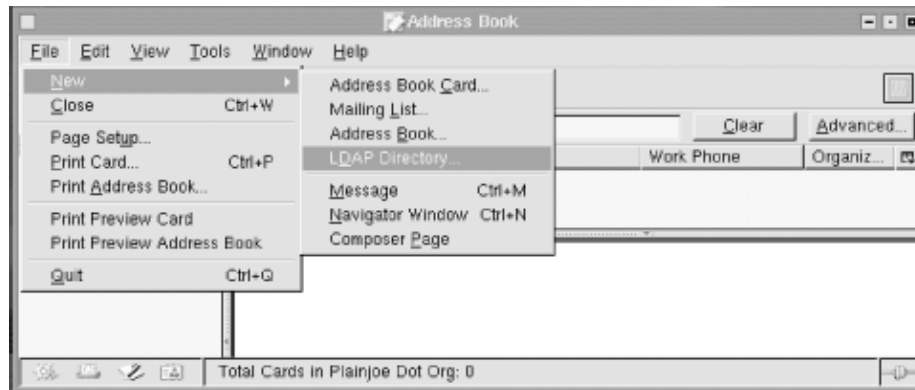 Address Book
File Edit View Tools Window Help
New
Close Ctrl+W
Page Setup...
Print Card... Ctrl+P
Print Address Book...
Print Preview Card
Print Preview Address Book
Quit Ctrl+Q
Address Book Card...
Mailing List...
Address Book...
LDAP Directory...
Message Ctrl+M
Navigator Window Ctrl+N
Composer Page
Clear Advanced...
Work Phone Organiz...
Total Cards in Plainjoe Dot Org: 0